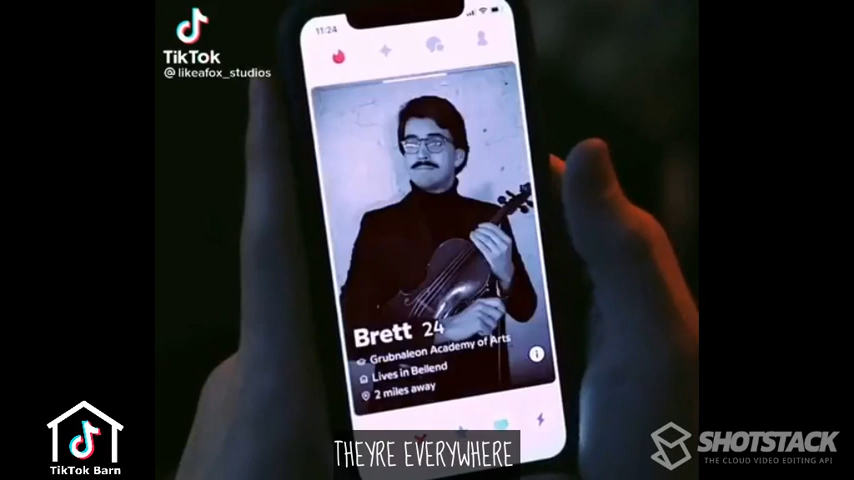 TikTok
@likeafox_studios
11:24
Brett 24
Grubnaleon Academy of Arts
Lives in Bellend
2 miles away
THEYRE EVERYWHERE
TikTok Barn
SHOTSTACK
THE CLOUD VIDEO EDITING API